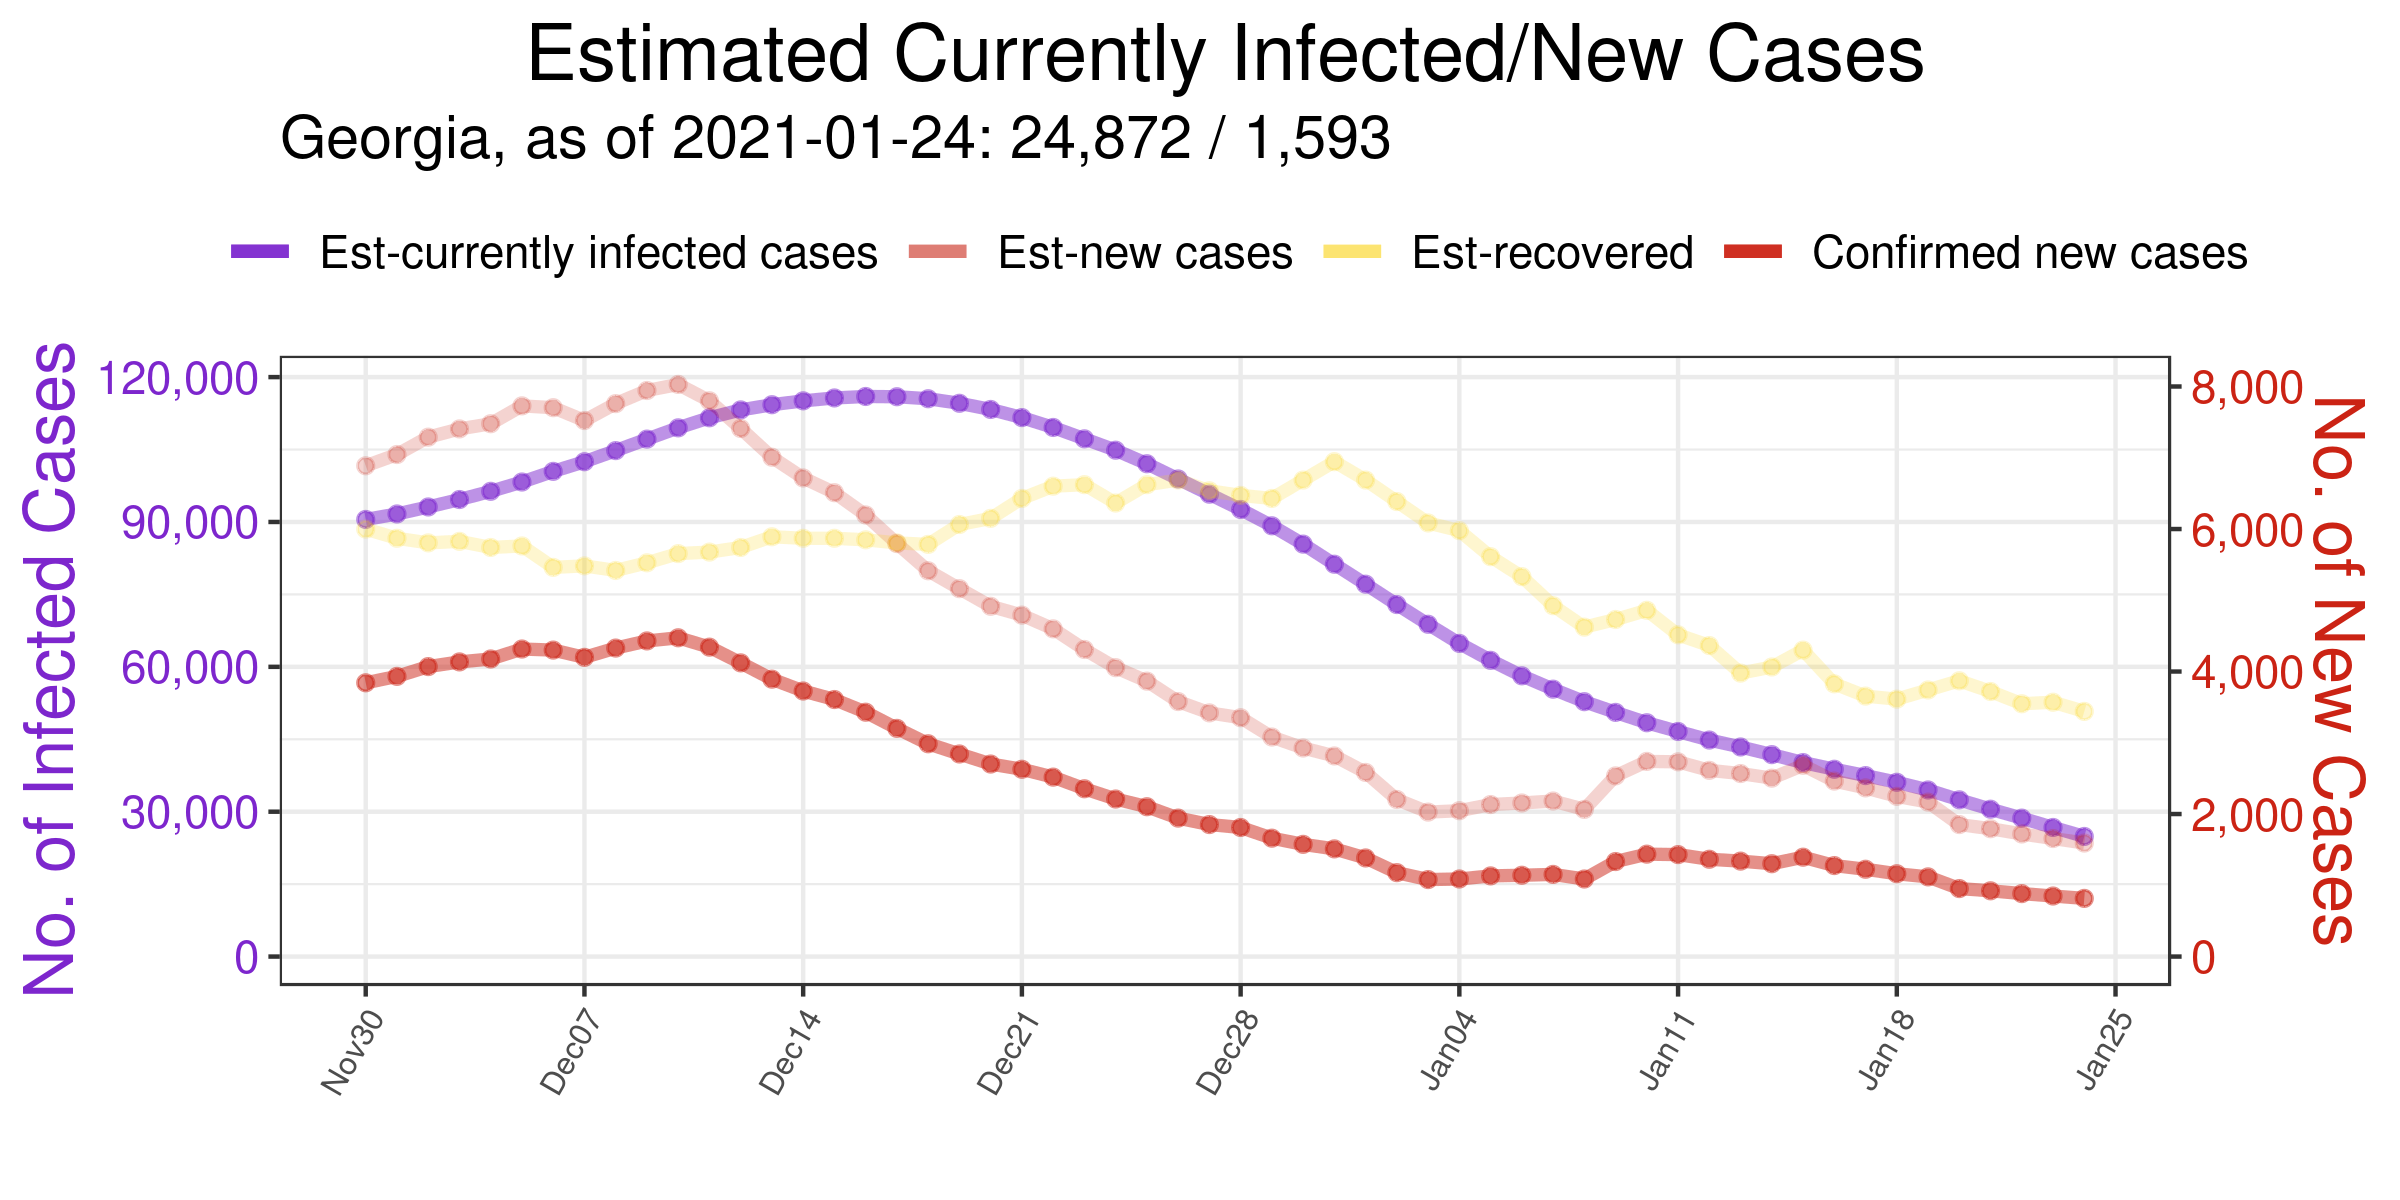 Estimated Currently Infected/New Cases
Georgia, as of 2021-01-24: 24,872 / 1,593
Est-currently infected cases Est-new cases Est-recovered Confirmed new cases
No. of Infected Cases
120,000
90,000
60,000
30,000
0
8,000
6,000
4,000
2,000
0
No. of New Cases
Nov30 Dec07 Dec14 Dec21 Dec28 Jan04 Jan11 Jan18 Jan25